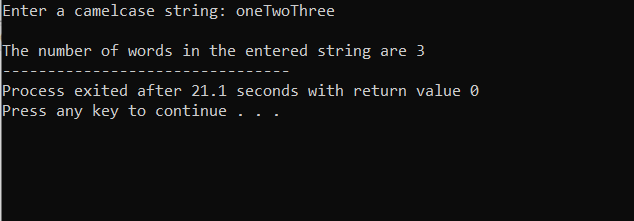 Enter a camelcase string: oneTwoThree
The number of words in the entered string are 3
--------------------------------
Process exited after 21.1 seconds with return value 0
Press any key to continue . . .